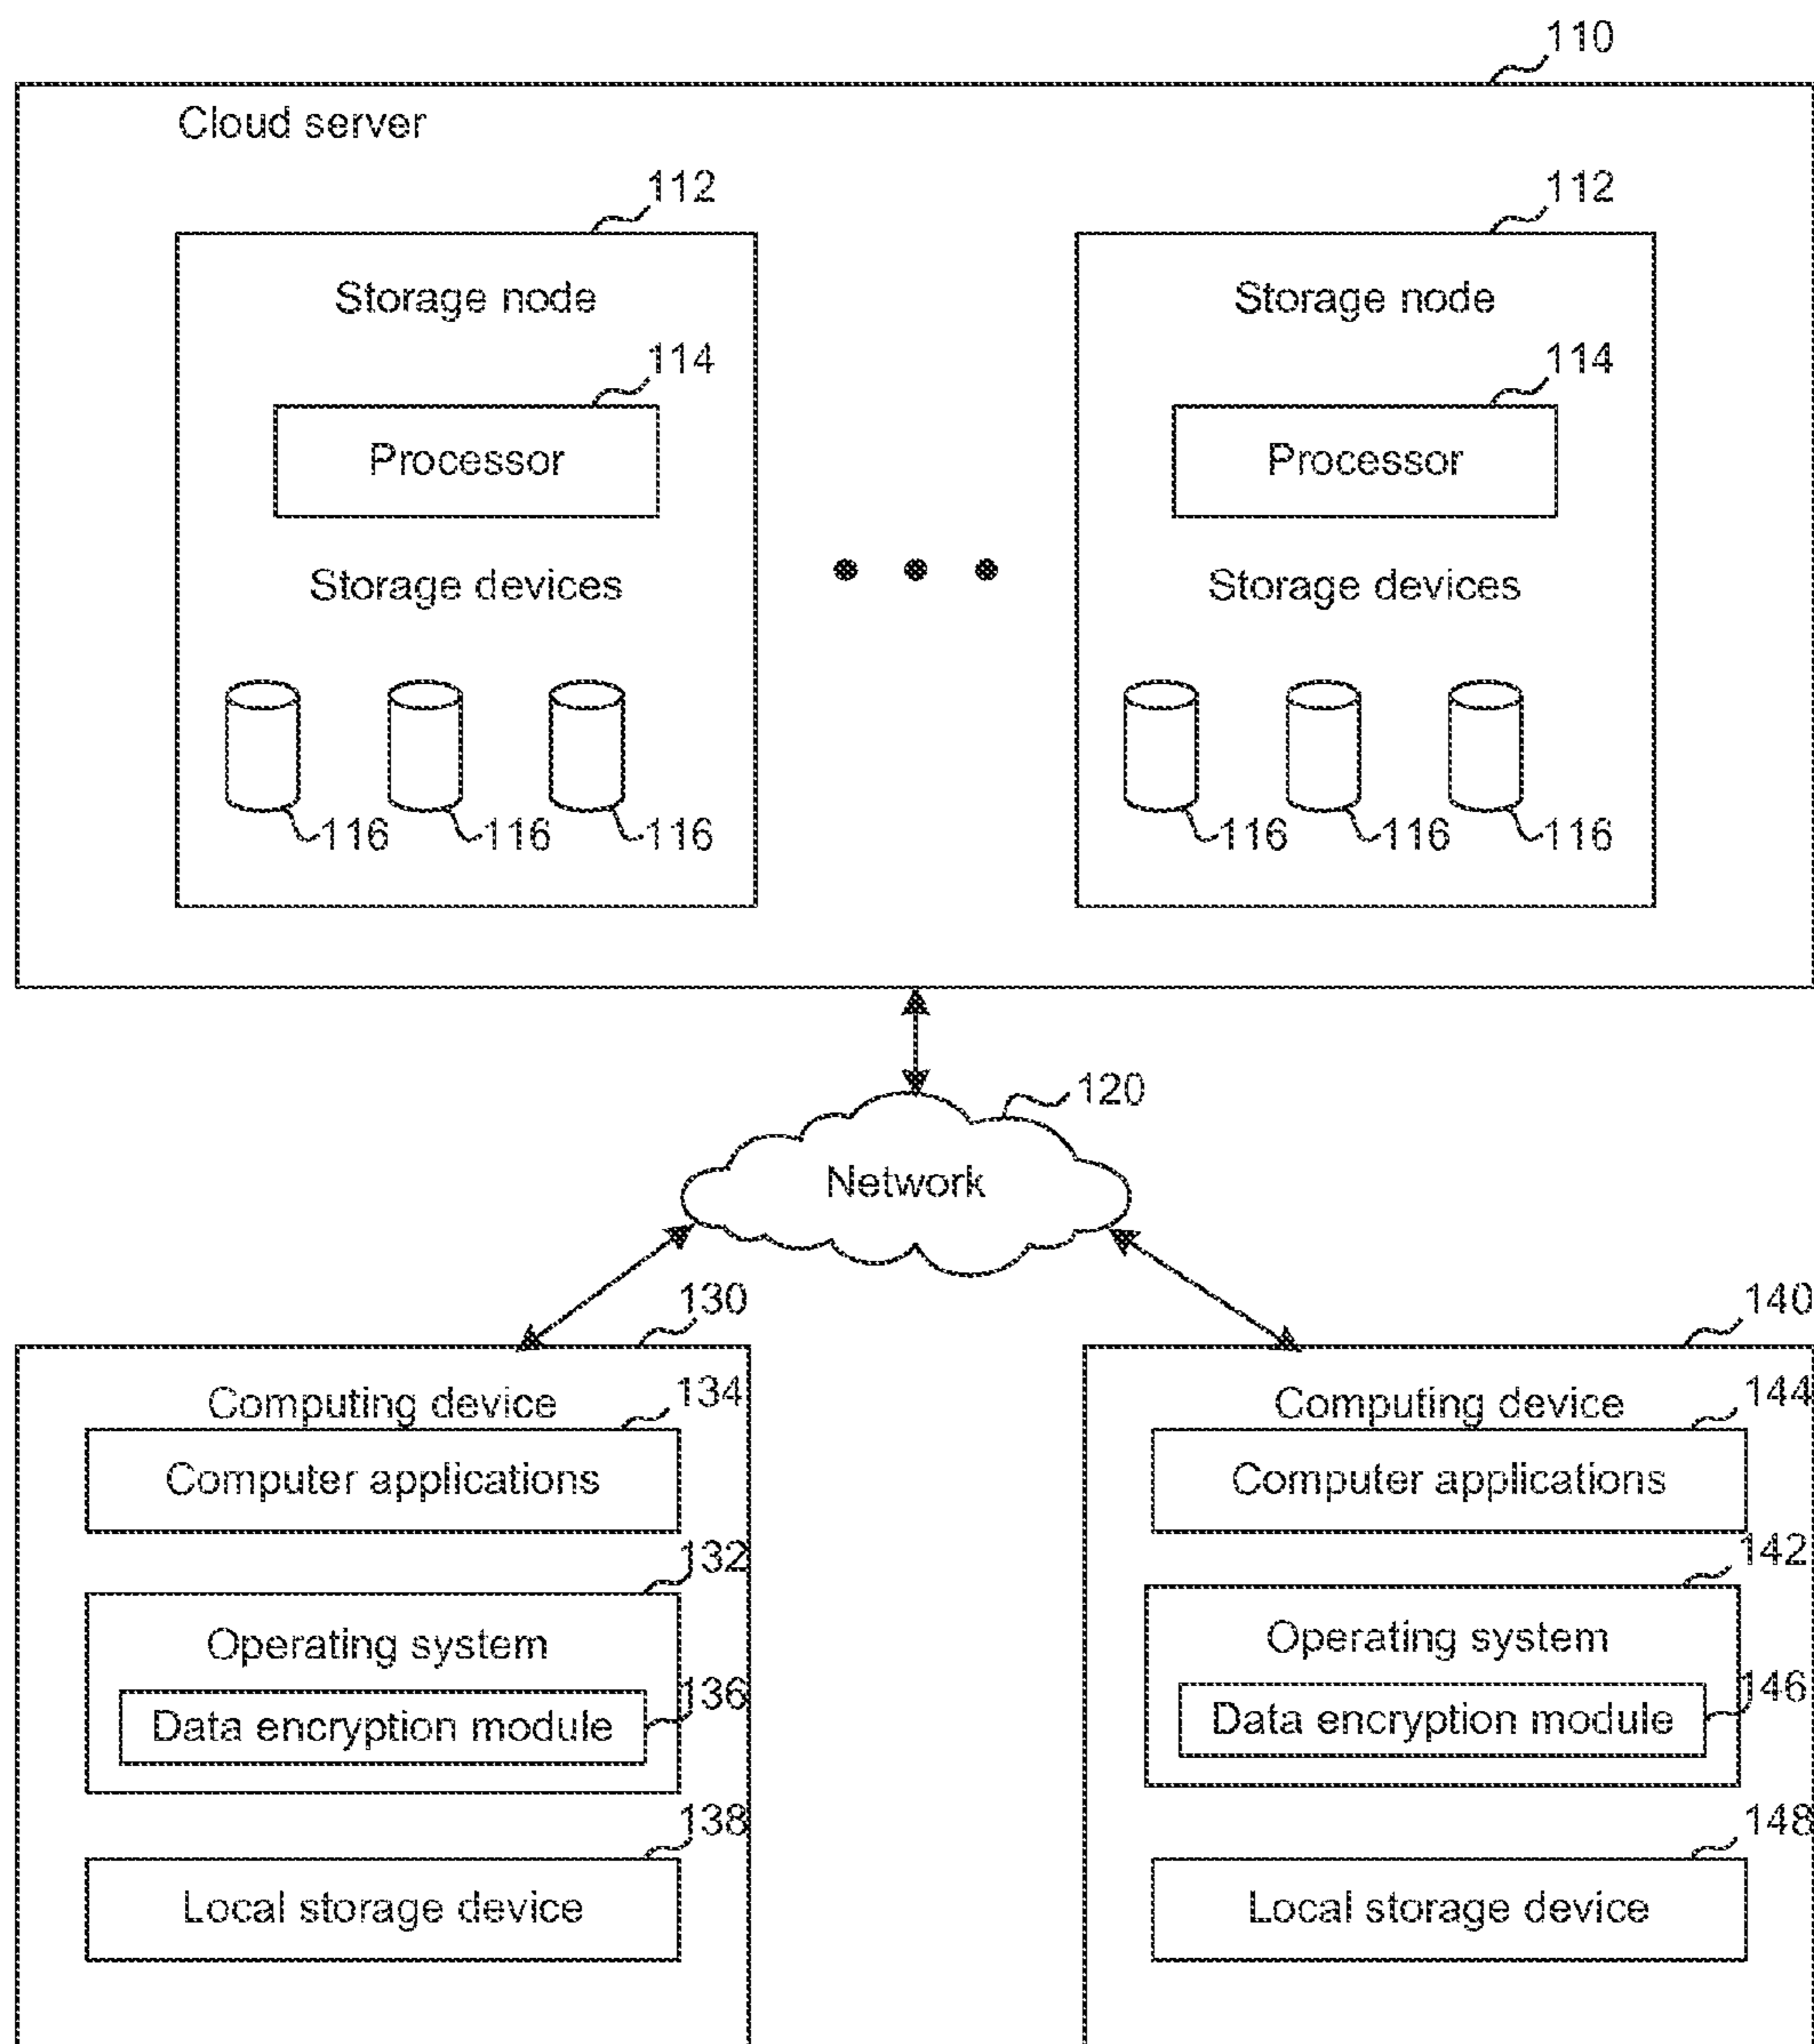 110
Cloud server
112 112
Storage node Storage node
114 114
Processor Processor
Storage devices Storage devices
116 116 116 116 116 116
120
Network
130 140
Computing device 134 Computing device 144
Computer applications Computer applications
132 142
Operating system Operating system
Data encryption module 136 Data encryption module 146
138 148
Local storage device Local storage device